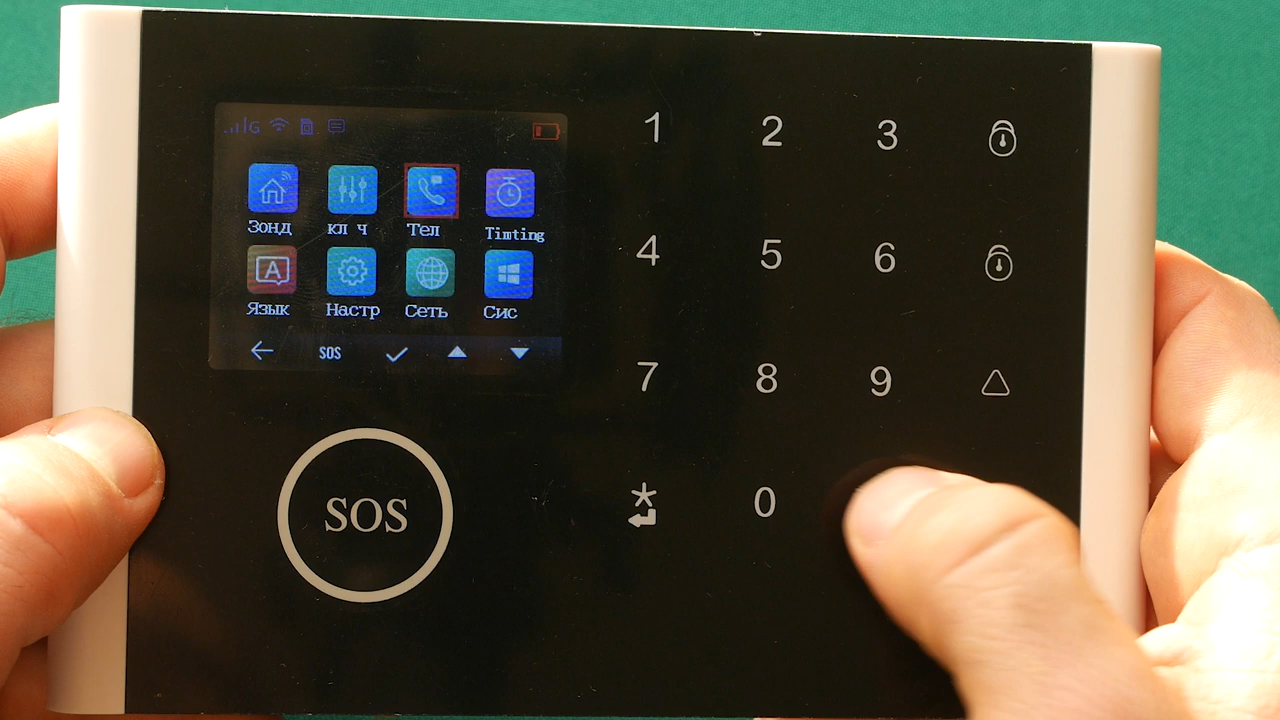 G
Зонд кл ч Тел Timting
Язык Настр Сеть Сис
SOS
SOS
1 2 3
4 5 6
7 8 9
* 0